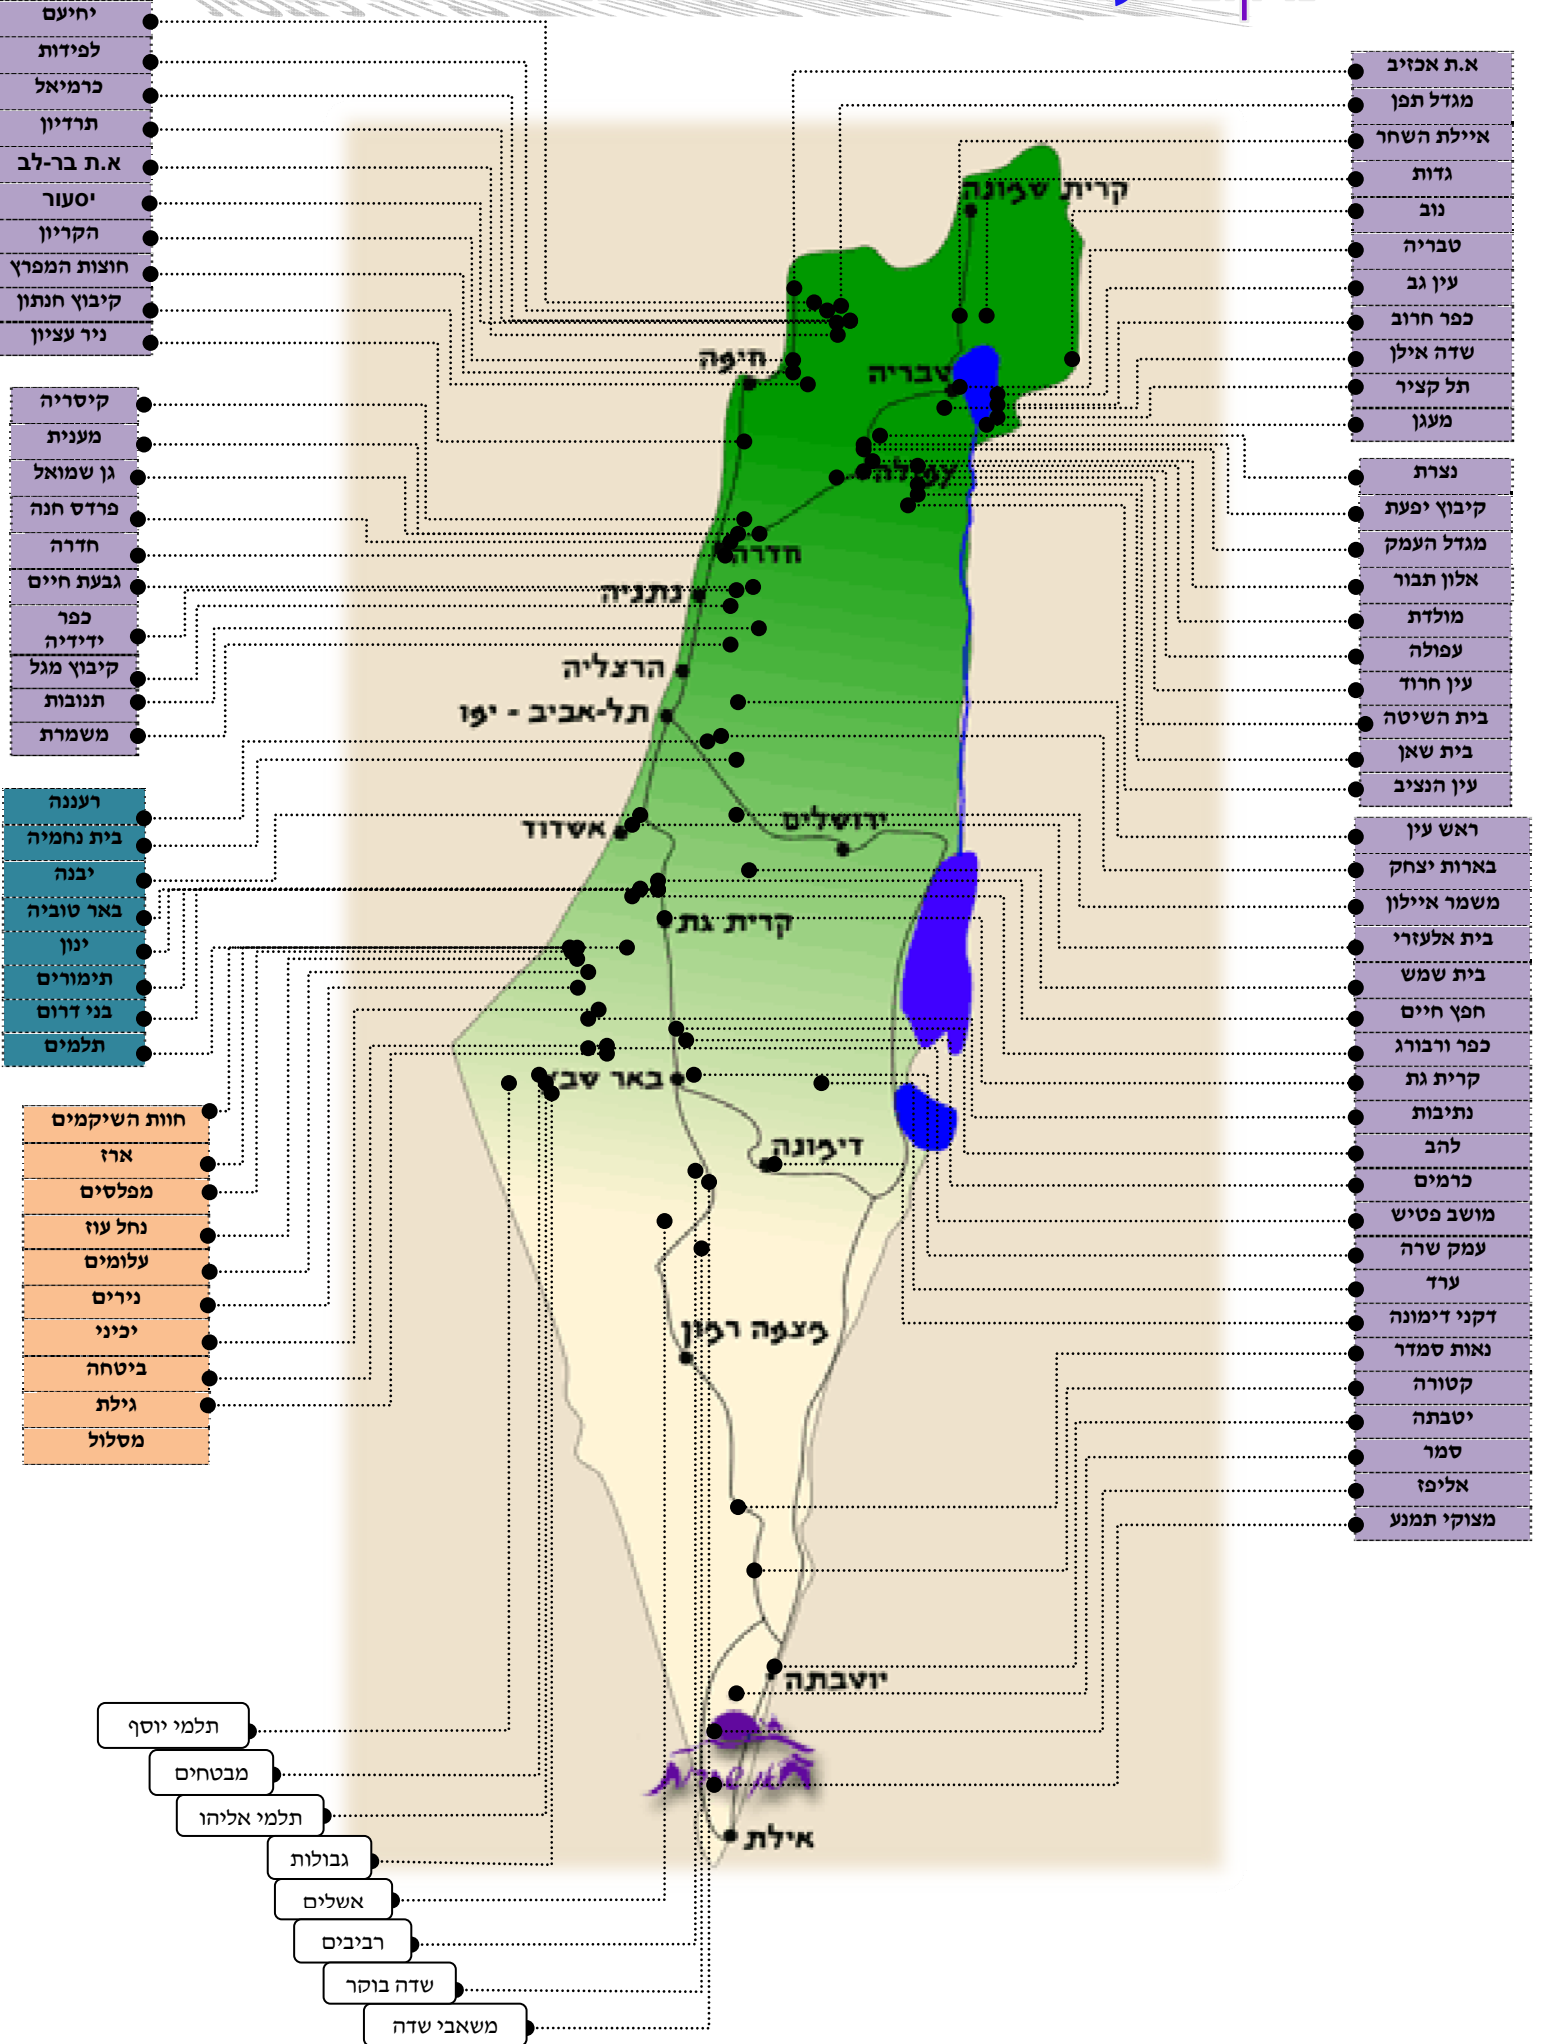 יחיעם
לפידות
כרמיאל
תרדיון
א.ת בר-לב
יסעור
הקריון
חוצות המפרץ
קיבוץ חנתון
ניר עציון
קיסריה
מענית
גן שמואל
פרדס חנה
חדרה
גבעת חיים
כפר
ידידיה
קיבוץ מגל
תנובות
משמרת
רעננה
בית נחמיה
יבנה
באר טוביה
ינון
תימורים
בני דרום
תלמים
חוות השיקמים
ארז
מפלסים
נחל עוז
עלומים
נירים
יכיני
ביטחה
גילת
מסלול
א.ת אכזיב
מגדל תפן
איילת השחר
גדות
נוב
טבריה
עין גב
כפר חרוב
שדה אילן
תל קציר
מעגן
נצרת
קיבוץ יפעת
מגדל העמק
אלון תבור
מולדת
עפולה
עין חרוד
בית השיטה
בית שאן
עין הנציב
ראש עין
בארות יצחק
משמר איילון
בית אלעזרי
בית שמש
חפץ חיים
כפר ורבורג
קרית גת
נתיבות
להב
כרמים
מושב פטיש
עמק שרה
ערד
דקני דימונה
נאות סמדר
קטורה
יטבתה
סמר
אליפז
מצוקי תמנע
קרית שמונה
חיפה
טבריה
עפולה
חדרה
נתניה
הרצליה
תל-אביב - יפו
ירושלים
אשדוד
קרית גת
באר שבע
דימונה
מצפה רמון
יוטבתה
אילת
תלמי יוסף
מבטחים
תלמי אליהו
גבולות
אשלים
רביבים
שדה בוקר
משאבי שדה